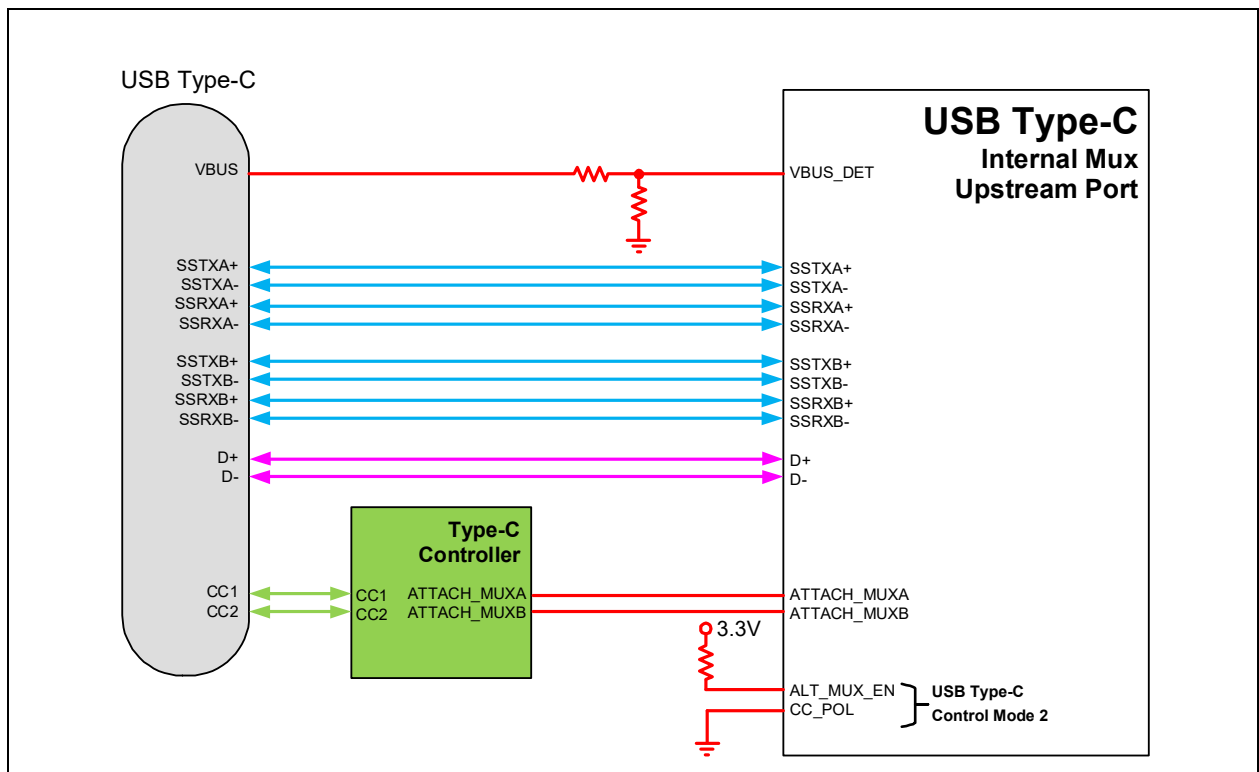 USB Type-C
VBUS
SSTXA+
SSTXA-
SSRXA+
SSRXA-
SSTXB+
SSTXB-
SSRXB+
SSRXB-
D+
D-
CC1
CC2
Type-C
Controller
CC1 ATTACH_MUXA
CC2 ATTACH_MUXB
3.3V
USB Type-C
Internal Mux
Upstream Port
VBUS_DET
SSTXA+
SSTXA-
SSRXA+
SSRXA-
SSTXB+
SSTXB-
SSRXB+
SSRXB-
D+
D-
ATTACH_MUXA
ATTACH_MUXB
ALT_MUX_EN
CC_POL
USB Type-C
Control Mode 2